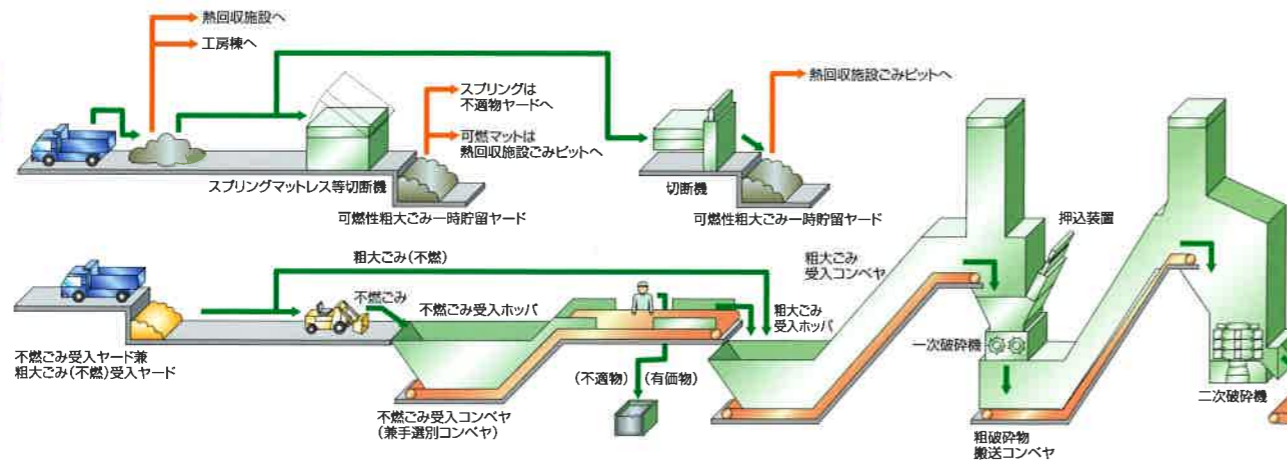 熱回収施設へ
工房棟へ
スプリングは
不適物ヤードへ
可燃マットは
熱回収施設ごみピットへ
熱回収施設ごみピットへ
スプリングマットレス等切断機
切断機
可燃性粗大ごみ一時貯留ヤード
可燃性粗大ごみ一時貯留ヤード
粗大ごみ(不燃)
不燃ごみ
不燃ごみ受入ホッパ
粗大ごみ
受入ホッパ
粗大ごみ
受入コンベヤ
押込装置
一次破砕機
不燃ごみ受入ヤード兼
粗大ごみ(不燃)受入ヤード
(不適物)
(有価物)
不燃ごみ受入コンベヤ
(兼手選別コンベヤ)
二次破砕機
粗破砕物
搬送コンベヤ